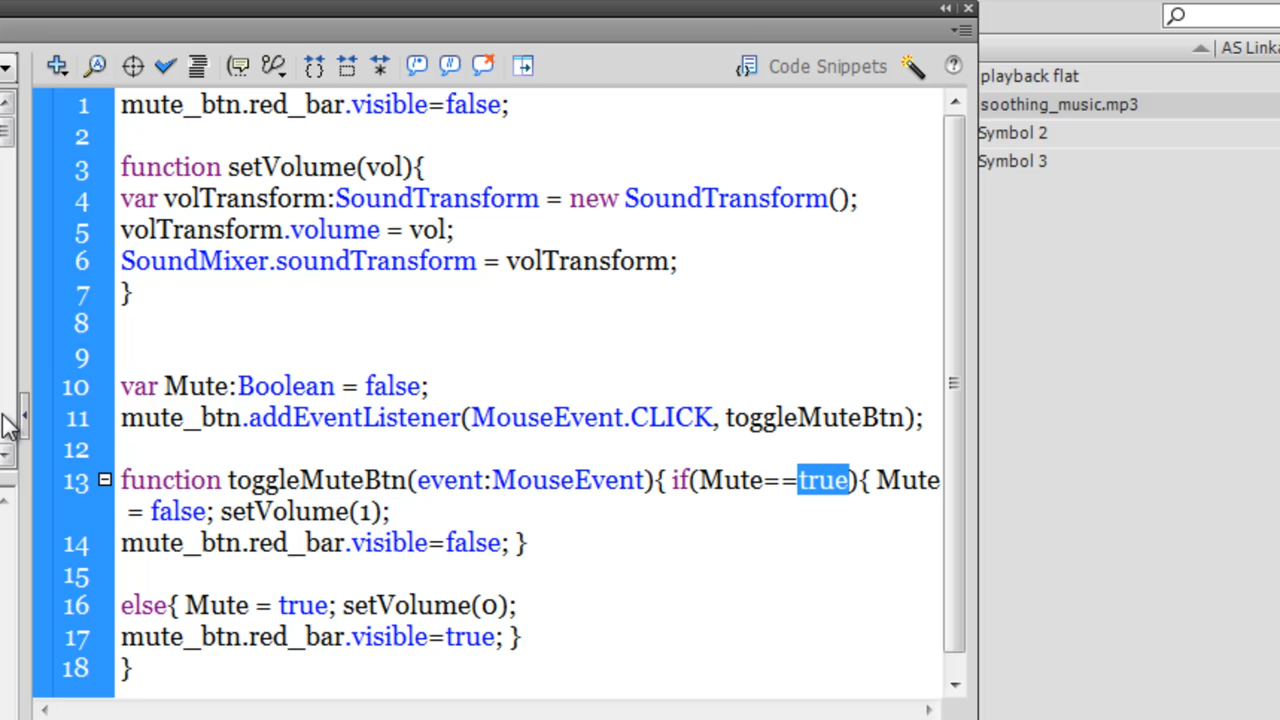 Code Snippets
AS Linka
playback flat
soothing_music.mp3
Symbol 2
Symbol 3
1 mute_btn.red_bar.visible=false;
2
3 function setVolume(vol){
4 var volTransform:SoundTransform = new SoundTransform();
5 volTransform.volume = vol;
6 SoundMixer.soundTransform = volTransform;
7 }
8
9
10 var Mute:Boolean = false;
11 mute_btn.addEventListener(MouseEvent.CLICK, toggleMuteBtn);
12
13 function toggleMuteBtn(event:MouseEvent){ if(Mute==true){ Mute
= false; setVolume(1);
14 mute_btn.red_bar.visible=false; }
15
16 else{ Mute = true; setVolume(0);
17 mute_btn.red_bar.visible=true; }
18 }